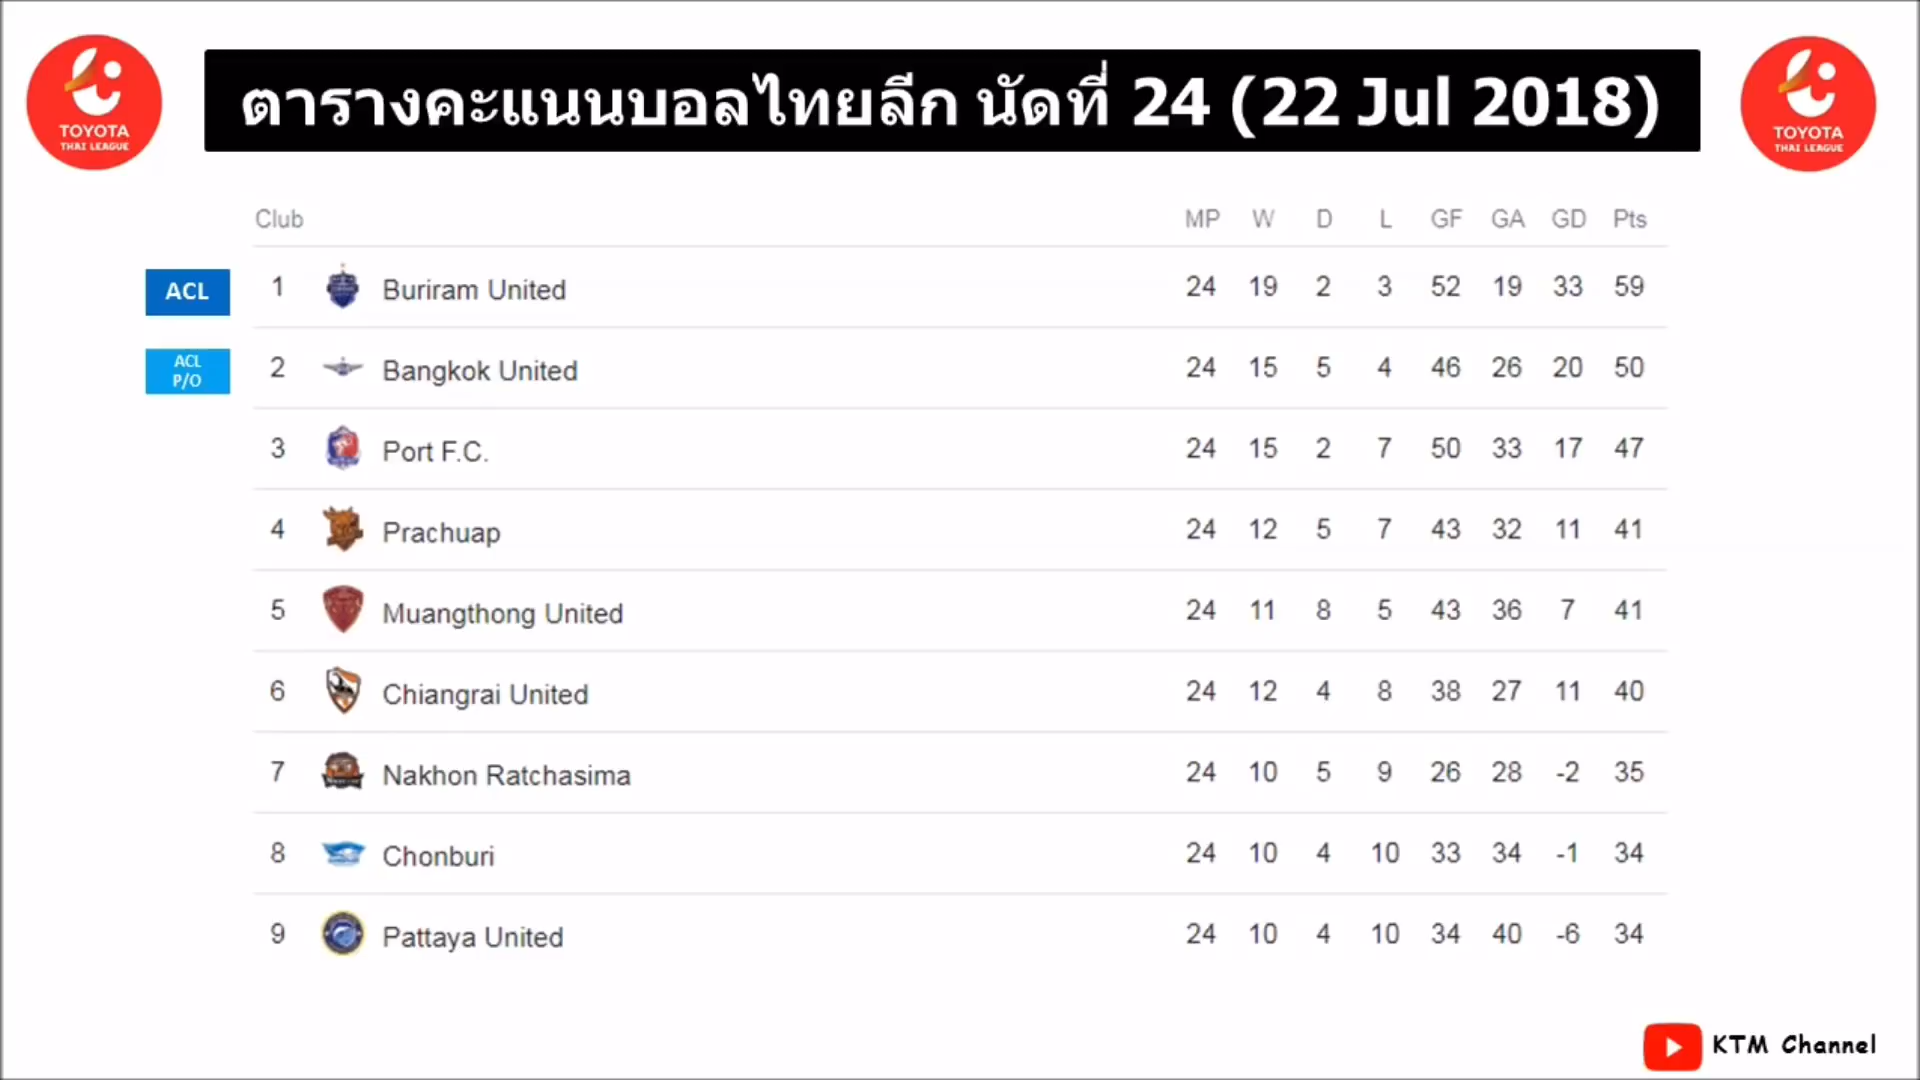 TOYOTA
THAI LEAGUE
ตารางคะแนนบอลไทยลีก นัดที่ 24 (22 Jul 2018)
TOYOTA
THAI LEAGUE
Club MP W D L GF GA GD Pts
ACL 1 Buriram United 24 19 2 3 52 19 33 59
ACL
P/O
2 Bangkok United 24 15 5 4 46 26 20 50
3 Port F.C. 24 15 2 7 50 33 17 47
4 Prachuap 24 12 5 7 43 32 11 41
5 Muangthong United 24 11 8 5 43 36 7 41
6 Chiangrai United 24 12 4 8 38 27 11 40
7 Nakhon Ratchasima 24 10 5 9 26 28 -2 35
8 Chonburi 24 10 4 10 33 34 -1 34
9 Pattaya United 24 10 4 10 34 40 -6 34
KTM Channel